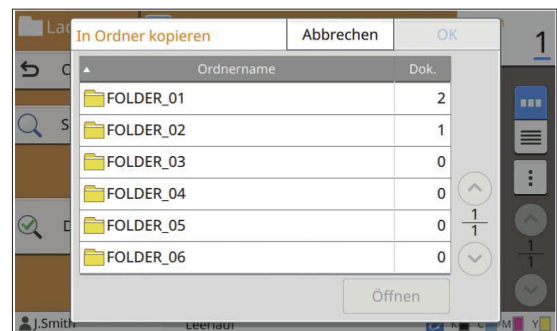 Lad
In Ordner kopieren
Abbrechen
OK
1
Ordnername Dok.
FOLDER_01 2
FOLDER_02 1
FOLDER_03 0
FOLDER_04 0
FOLDER_05 0
FOLDER_06 0
1
1
1
1
Öffnen
J.Smith Leerlauf K C M Y